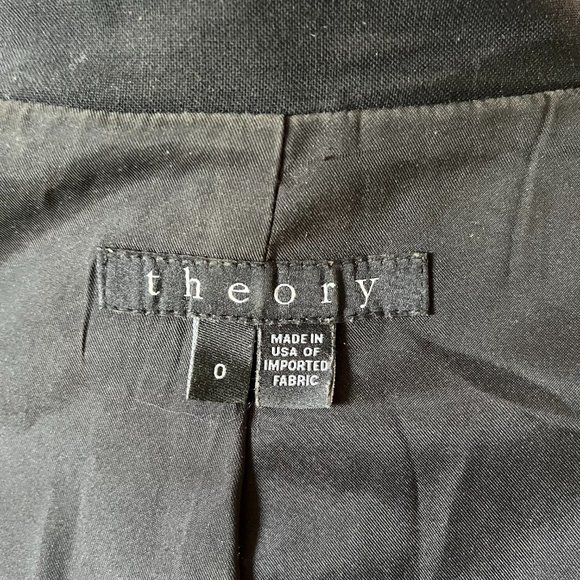 theory
0
MADE IN
USA OF
IMPORTED
FABRIC